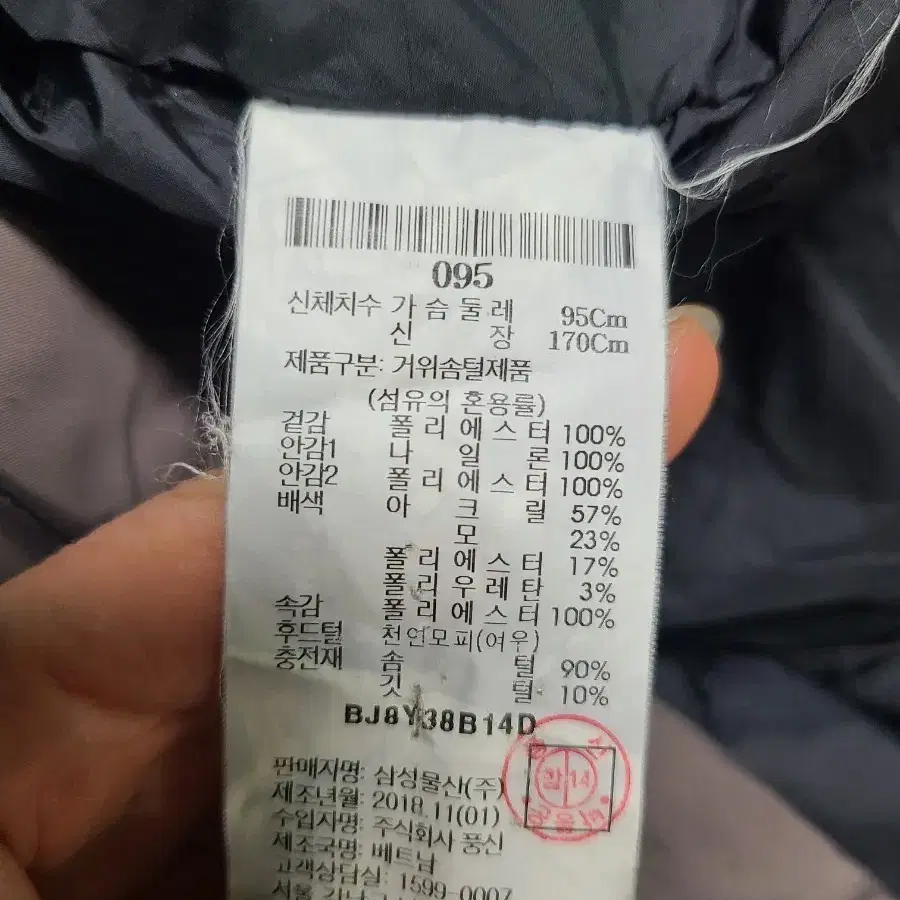 095
신체치수 가 슴 둘 레 95Cm
신 장 170Cm
제품구분: 거위솜털제품
(섬유의 혼용률)
겉감 폴 리 에 스 터 100%
안감1 나 일 론 100%
안감2 폴 리 에 스 터 100%
배색 아 크 릴 57%
모 23%
폴 리 에 스 터 17%
폴 리 우 레 탄 3%
속감 폴 리 에 스 터 100%
후드털 천연모피(여우)
충전재 솜 털 90%
깃 털 10%
BJ8Y38B14D
판매자명: 삼성물산(주)
제조년월: 2018.11(01)
수입자명: 주식회사 풍신
제조국명: 베트남
고객상담실: 1599-0007
합 14